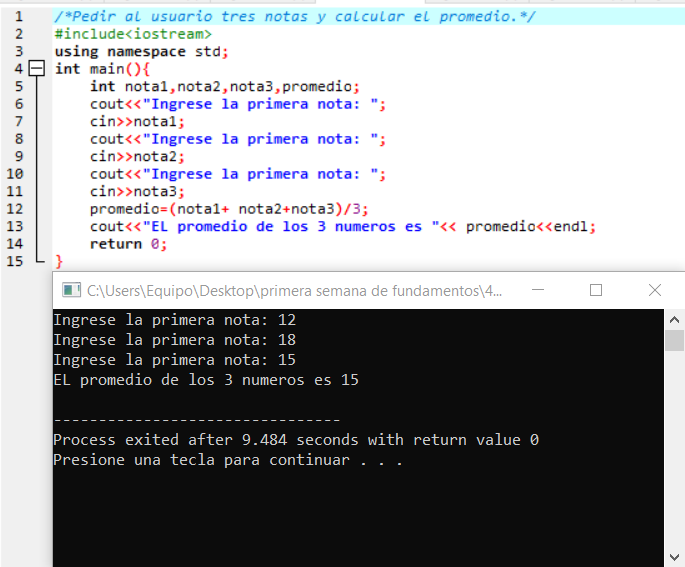 1 /*Pedir al usuario tres notas y calcular el promedio.*/
2 #include<iostream>
3 using namespace std;
4 int main(){
5 int nota1,nota2,nota3,promedio;
6 cout<<"Ingrese la primera nota: ";
7 cin>>nota1;
8 cout<<"Ingrese la primera nota: ";
9 cin>>nota2;
10 cout<<"Ingrese la primera nota: ";
11 cin>>nota3;
12 promedio=(nota1+ nota2+nota3)/3;
13 cout<<"EL promedio de los 3 numeros es "<< promedio<<endl;
14 return 0;
15 }
C:\Users\Equipo\Desktop\primera semana de fundamentos\4...
Ingrese la primera nota: 12
Ingrese la primera nota: 18
Ingrese la primera nota: 15
EL promedio de los 3 numeros es 15
--------------------------------
Process exited after 9.484 seconds with return value 0
Presione una tecla para continuar . . .